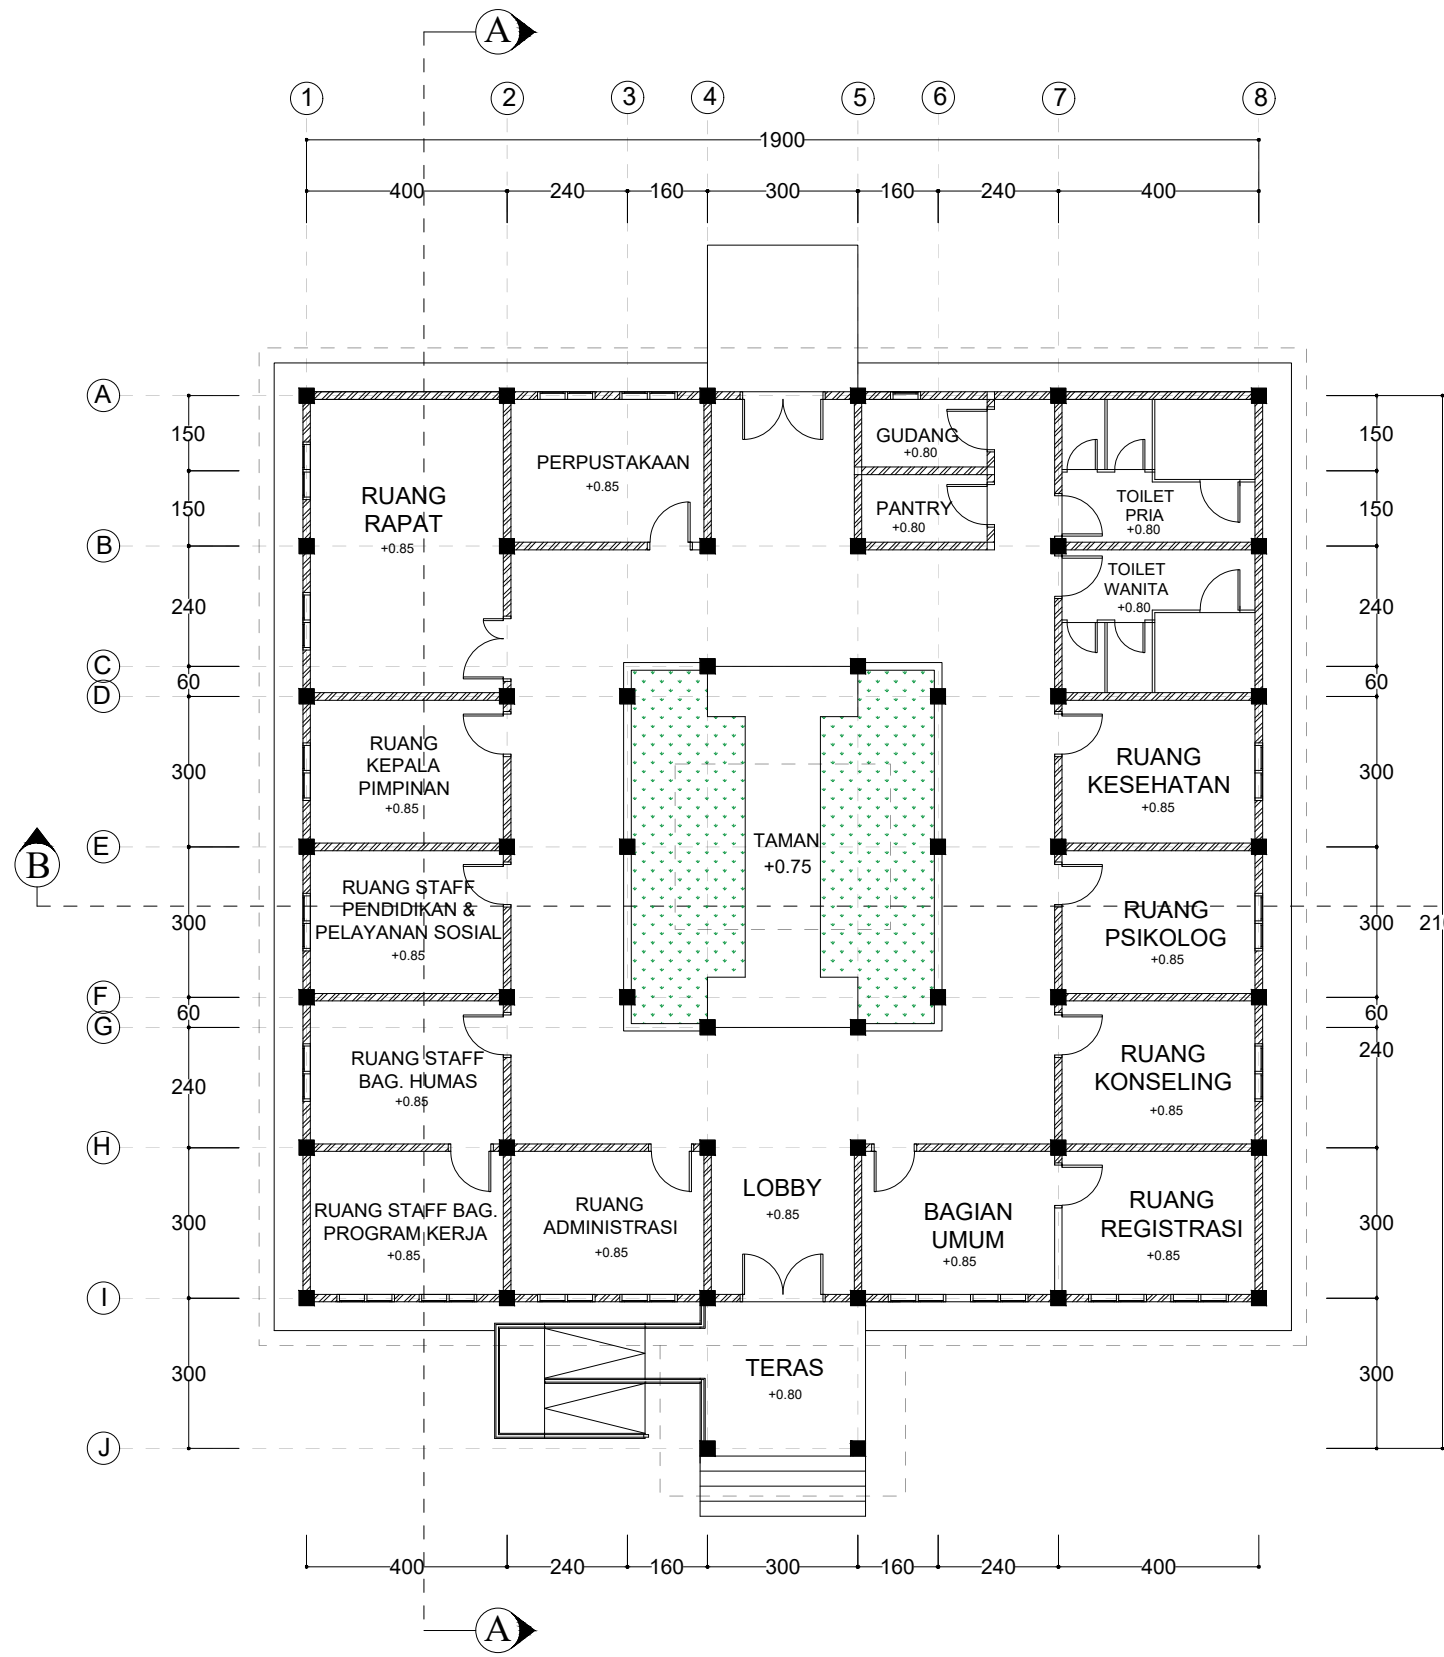 A
1 2 3 4 5 6 7 8
1900
400 240 160 300 160 240 400
A
150 150
GUDANG
+0.80
PERPUSTAKAAN
+0.85
RUANG
RAPAT
+0.85
150 150
PANTRY
+0.80
TOILET
PRIA
+0.80
B
TOILET
WANITA
+0.80
240 240
C
60 60
D
RUANG
KEPALA
PIMPINAN
+0.85
300 300
RUANG
KESEHATAN
+0.85
E
B
TAMAN
+0.75
RUANG STAFF
PENDIDIKAN &
PELAYANAN SOSIAL
+0.85
300 300
RUANG
PSIKOLOG
+0.85
F
60 60
G
240 240
RUANG STAFF
BAG. HUMAS
+0.85
RUANG
KONSELING
+0.85
H
LOBBY
+0.85
RUANG STAFF BAG.
PROGRAM KERJA
+0.85
RUANG
ADMINISTRASI
+0.85
BAGIAN
UMUM
+0.85
RUANG
REGISTRASI
+0.85
300 300
I
TERAS
+0.80
300 300
J
400 240 160 300 160 240 400
A